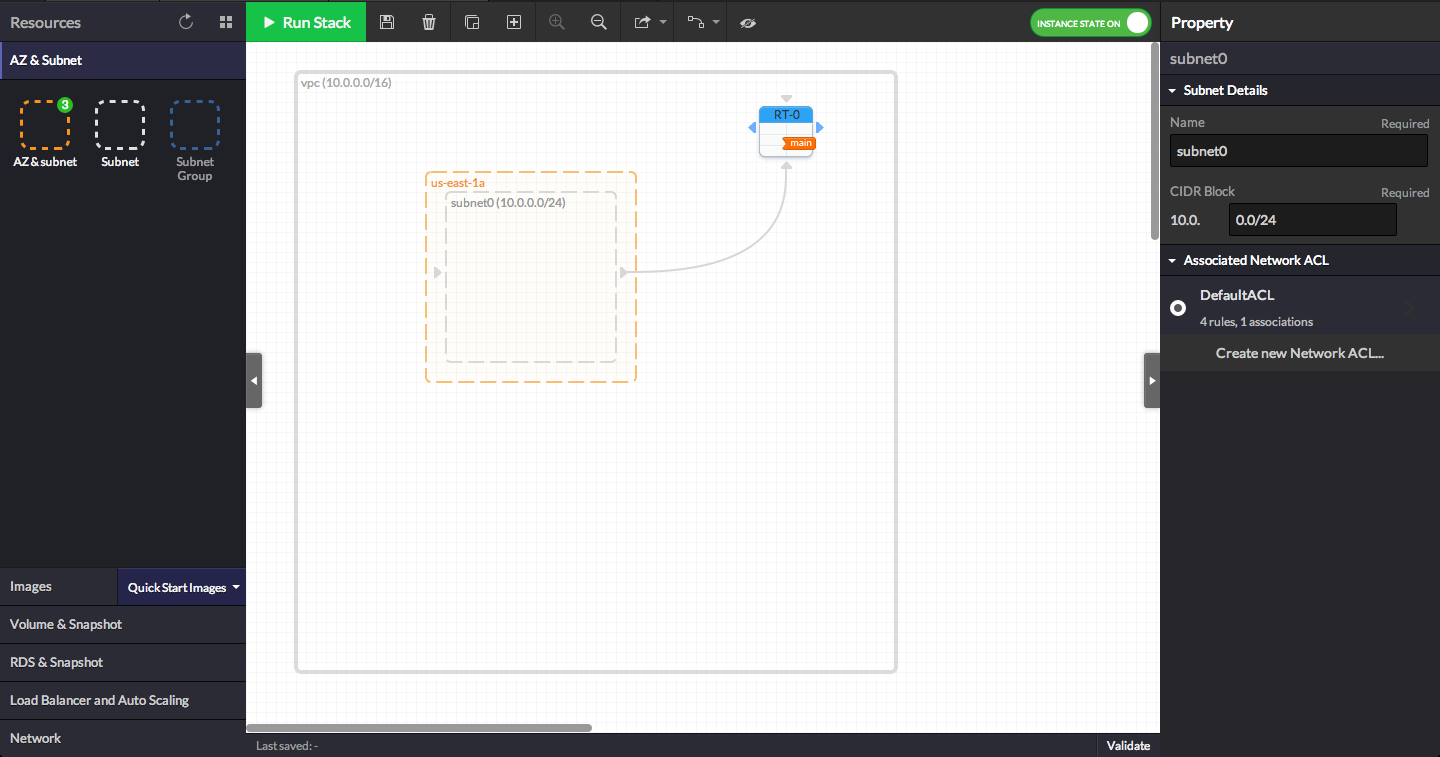 Resources
Run Stack
INSTANCE STATE ON
Property
AZ & Subnet
3
AZ & subnet
Subnet
Subnet
Group
Images
Quick Start Images
Volume & Snapshot
RDS & Snapshot
Load Balancer and Auto Scaling
Network
vpc (10.0.0.0/16)
RT-0
main
us-east-1a
subnet0 (10.0.0.0/24)
Last saved: -
Validate
subnet0
Subnet Details
Name Required
subnet0
CIDR Block Required
10.0. 0.0/24
Associated Network ACL
DefaultACL
4 rules, 1 associations
Create new Network ACL...